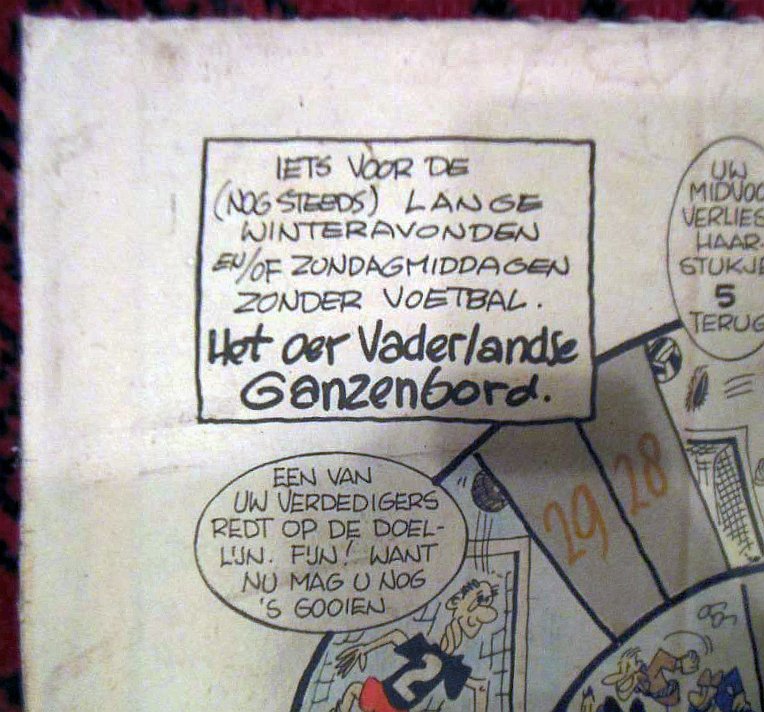 IETS VOOR DE
(NOG STEEDS) LANGE
WINTERAVONDEN
EN/OF ZONDAGMIDDAGEN
ZONDER VOETBAL.
Het oer Vaderlandse
Ganzenbord.
UW
MIDVOO
VERLIES
HAAR-
STUKJE
5
TERUG
EEN VAN
UW VERDEDIGERS
REDT OP DE DOEL-
LIJN. FIJN! WANT
NU MAG U NOG
'S GOOIEN
29 28
2